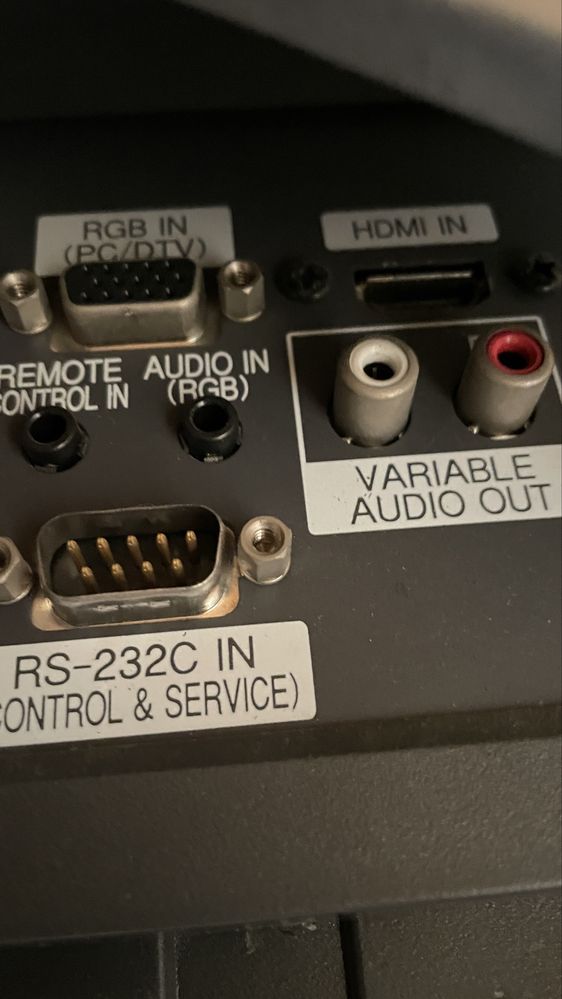 RGB IN
(PC/DTV)
HDMI IN
REMOTE
CONTROL IN
AUDIO IN
(RGB)
VARIABLE
AUDIO OUT
RS-232C IN
CONTROL & SERVICE)